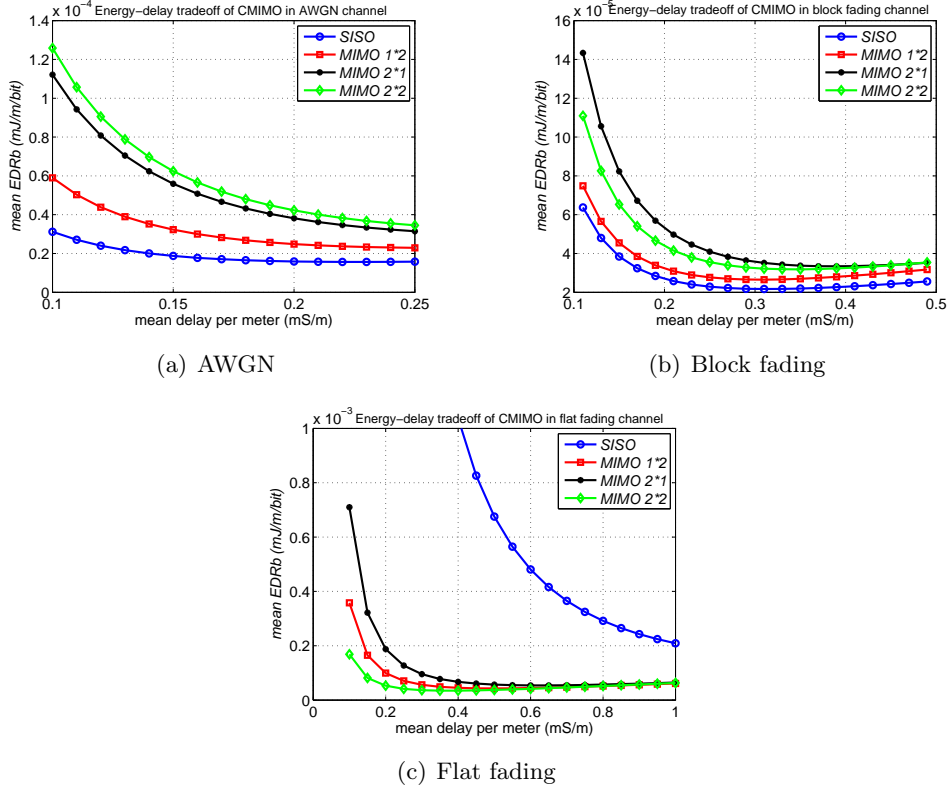 x 10⁻⁴ Energy−delay tradeoff of CMIMO in AWGN channel
1.4
1.2
1
0.8
0.6
0.4
0.2
0
0.1 0.15 0.2 0.25
mean EDRb (mJ/m/bit)
mean delay per meter (mS/m)
SISO
MIMO 1*2
MIMO 2*1
MIMO 2*2
(a) AWGN
x 10⁻⁵ Energy−delay tradeoff of CMIMO in block fading channel
16
14
12
10
8
6
4
2
0.1 0.2 0.3 0.4 0.5
mean EDRb (mJ/m/bit)
mean delay per meter (mS/m)
SISO
MIMO 1*2
MIMO 2*1
MIMO 2*2
(b) Block fading
x 10⁻³ Energy−delay tradeoff of CMIMO in flat fading channel
1
0.8
0.6
0.4
0.2
0
0 0.2 0.4 0.6 0.8 1
mean EDRb (mJ/m/bit)
mean delay per meter (mS/m)
SISO
MIMO 1*2
MIMO 2*1
MIMO 2*2
(c) Flat fading